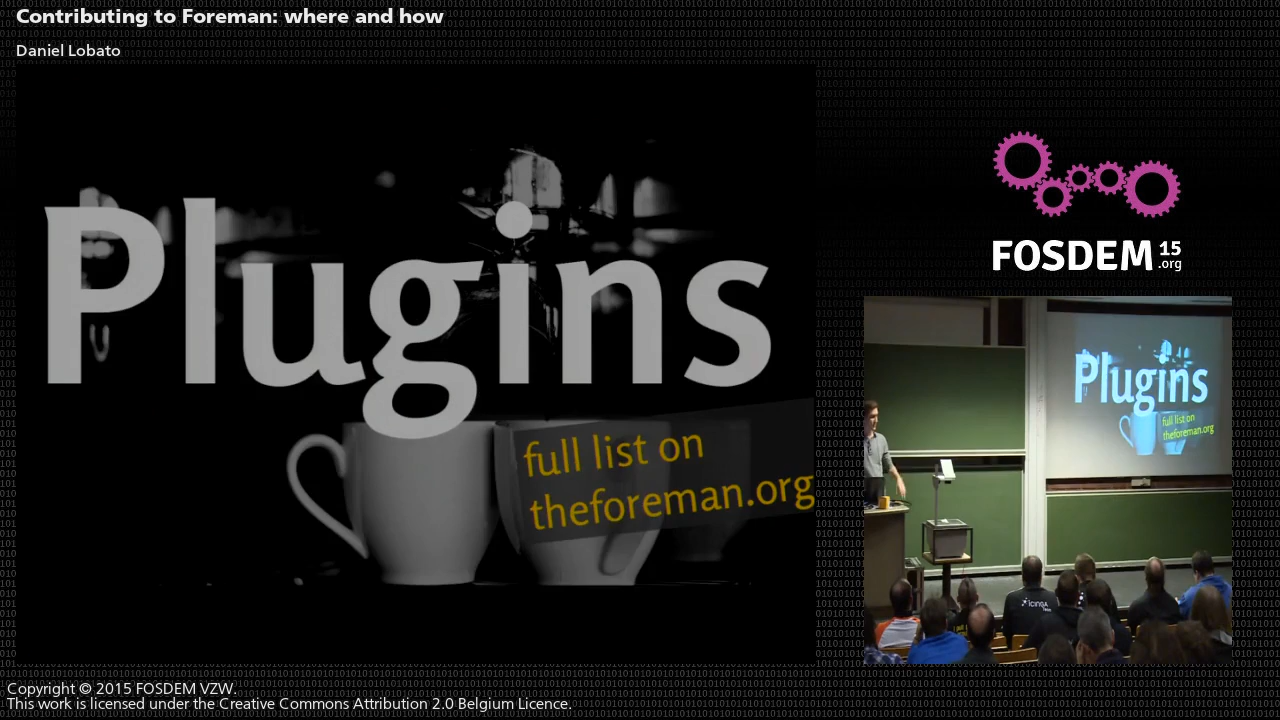 Contributing to Foreman: where and how
Daniel Lobato
Plugins
full list on
theforeman.org
FOSDEM 15
.org
Plugins
full list on
theforeman.org
ICINGA
Copyright © 2015 FOSDEM VZW.
This work is licensed under the Creative Commons Attribution 2.0 Belgium Licence.